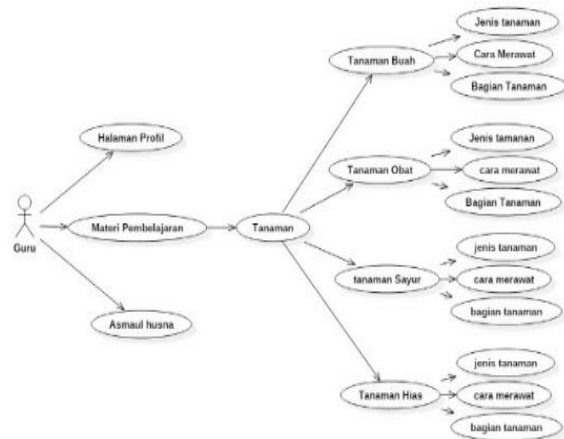 Jenis tanaman
Tanaman Buah
Cara Merawat
Bagian Tanaman
Halaman Profil
Jenis tamanan
Tanaman Obat
cara merawat
Bagian Tanaman
Guru
Materi Pembelajaran
Tanaman
jenis tanaman
tanaman Sayur
cara merawat
bagian tanaman
Asmaul husna
jenis tanaman
Tanaman Hias
cara merawat
bagian tanaman